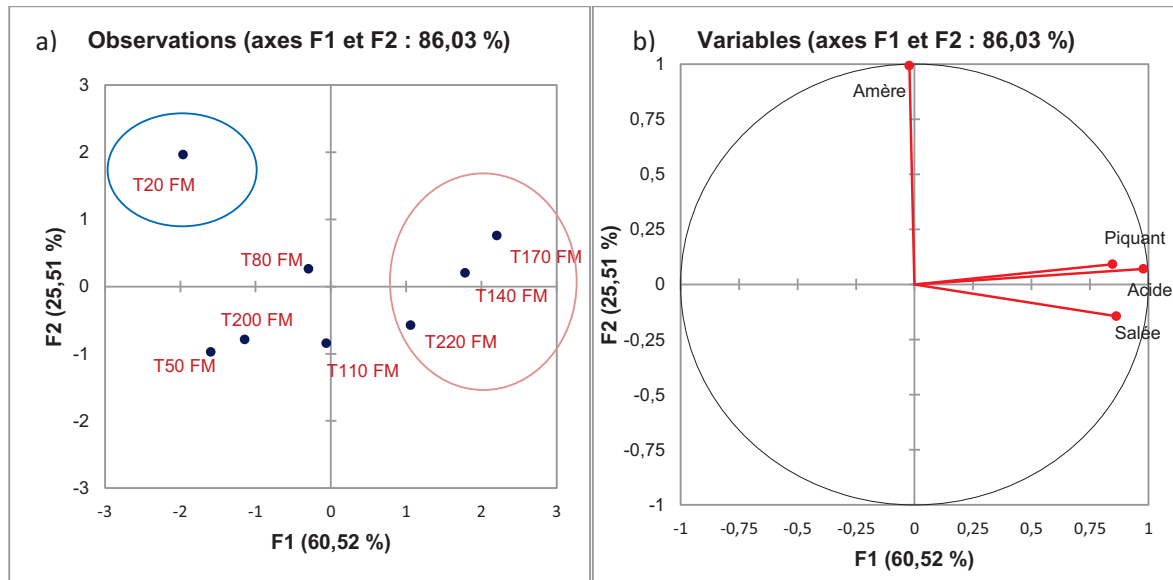 a) Observations (axes F1 et F2 : 86,03 %)
3
2
1
0
-1
-2
-3
F2 (25,51 %)
T20 FM
T80 FM
T170 FM
T140 FM
T200 FM
T220 FM
T50 FM
T110 FM
-3 -2 -1 0 1 2 3
F1 (60,52 %)
b) Variables (axes F1 et F2 : 86,03 %)
1
0,75
0,5
0,25
0
-0,25
-0,5
-0,75
-1
F2 (25,51 %)
Amère
Piquant
Acide
Salée
-1 -0,75 -0,5 -0,25 0 0,25 0,5 0,75 1
F1 (60,52 %)